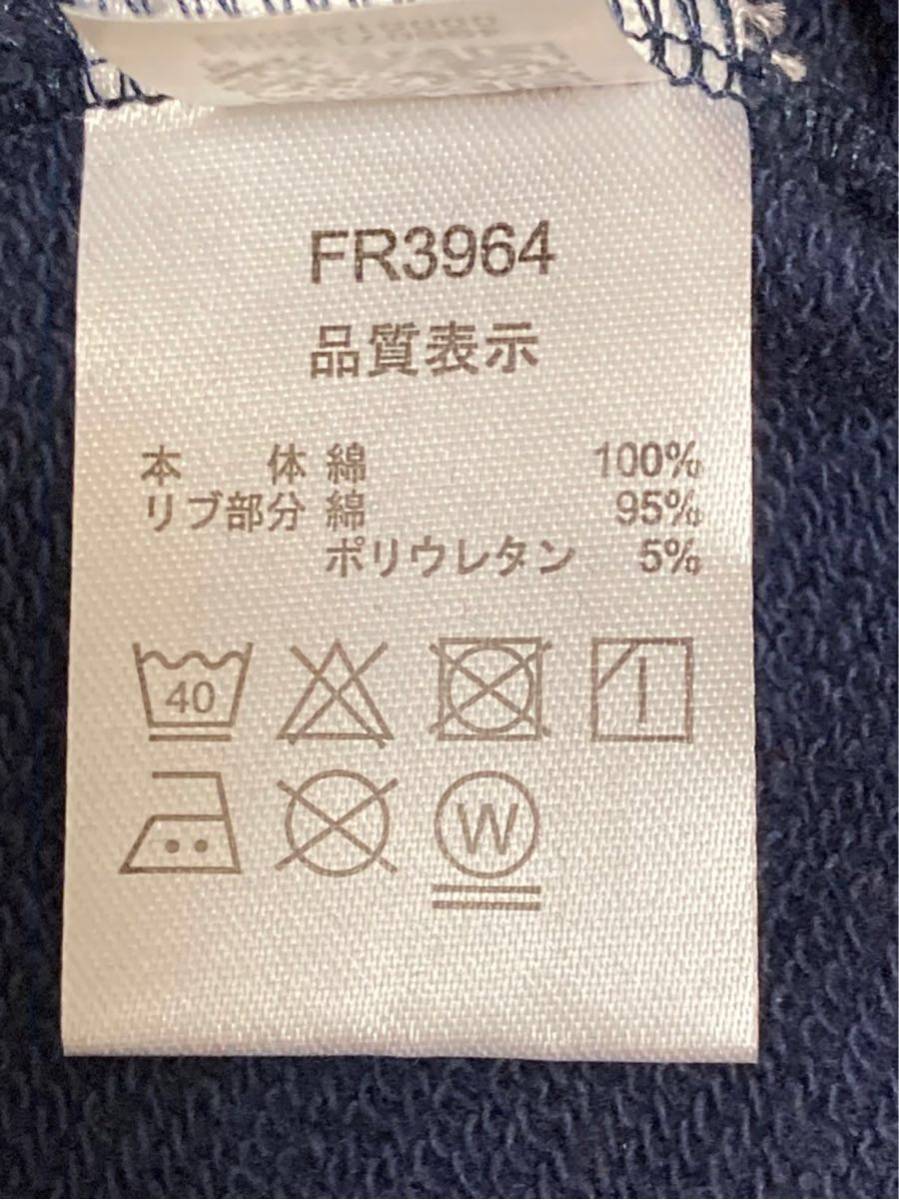 FR3964
品質表示
本 体 綿 100%
リブ部分 綿 95%
ポリウレタン 5%
40
W